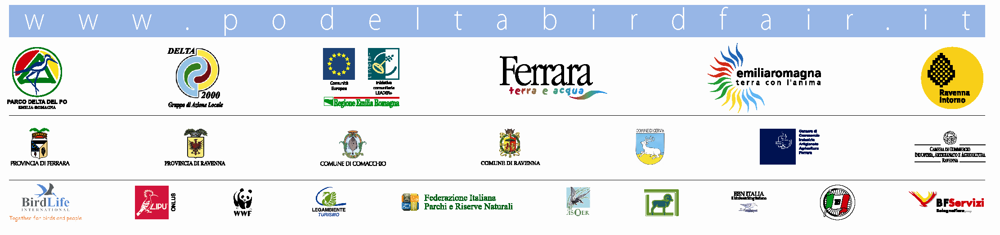 www.podeltabirdfair.it
PARCO DELTA DEL PO
EMILIA-ROMAGNA
DELTA
2000
Gruppo di Azione Locale
Comunità
Europea
LEADER+
Iniziativa
comunitaria
LEADER+
Regione Emilia Romagna
Ferrara
terra e acqua
emiliaromagna
terra con l'anima
Ravenna
intorno
PROVINCIA DI FERRARA
PROVINCIA DI RAVENNA
COMUNE DI COMACCHIO
COMUNE DI RAVENNA
COMUNE DI CERVIA
Camera di
Commercio
Industria
Artigianato
Agricoltura
Ferrara
CAMERA DI COMMERCIO
INDUSTRIA, ARTIGIANATO E AGRICOLTURA
RAVENNA
BirdLife
INTERNATIONAL
Together for birds and people
LIPU
ONLUS
WWF
LEGAMBIENTE
TURISMO
Federazione Italiana
Parchi e Riserve Naturali
ASOER
EBN ITALIA
il birdwatching italiano
BFServizi
BolognaFiere group